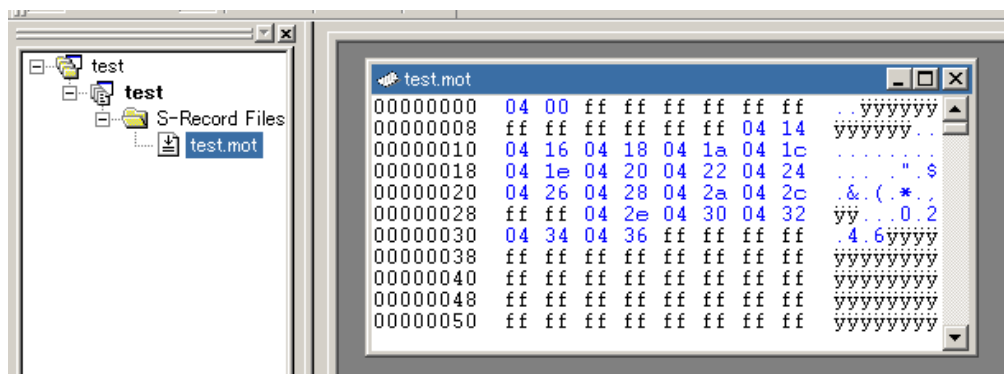 test
test
S-Record Files
test.mot
test.mot
00000000 04 00 ff ff ff ff ff ff ..ÿÿÿÿÿÿ
00000008 ff ff ff ff ff ff 04 14 ÿÿÿÿÿÿ..
00000010 04 16 04 18 04 1a 04 1c ........
00000018 04 1e 04 20 04 22 04 24 ... .".$
00000020 04 26 04 28 04 2a 04 2c .&.(.*.,
00000028 ff ff 04 2e 04 30 04 32 ÿÿ...0.2
00000030 04 34 04 36 ff ff ff ff .4.6ÿÿÿÿ
00000038 ff ff ff ff ff ff ff ff ÿÿÿÿÿÿÿÿ
00000040 ff ff ff ff ff ff ff ff ÿÿÿÿÿÿÿÿ
00000048 ff ff ff ff ff ff ff ff ÿÿÿÿÿÿÿÿ
00000050 ff ff ff ff ff ff ff ff ÿÿÿÿÿÿÿÿ